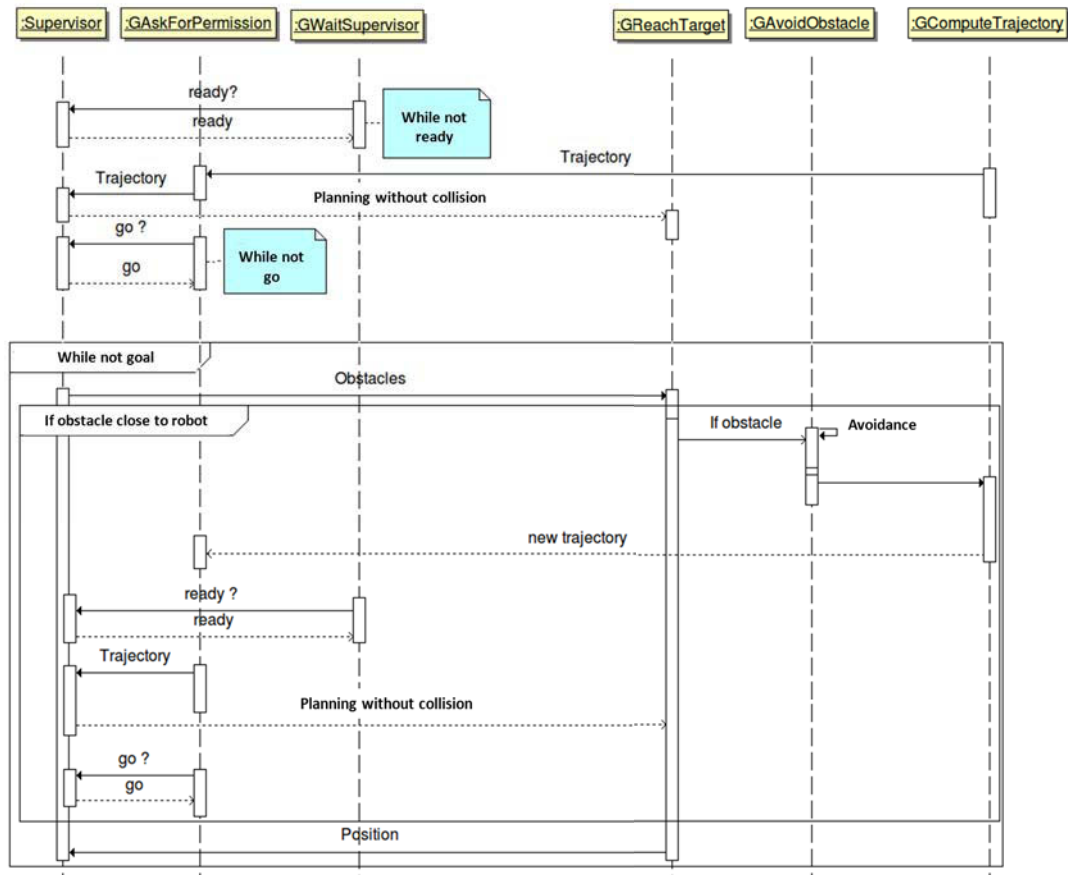 :Supervisor :GAskForPermission :GWaitSupervisor :GReachTarget :GAvoidObstacle :GComputeTrajectory
ready?
While not
ready
ready
Trajectory
Trajectory
Planning without collision
go ?
While not
go
go
While not goal
Obstacles
If obstacle close to robot
If obstacle
Avoidance
new trajectory
ready ?
ready
Trajectory
Planning without collision
go ?
go
Position